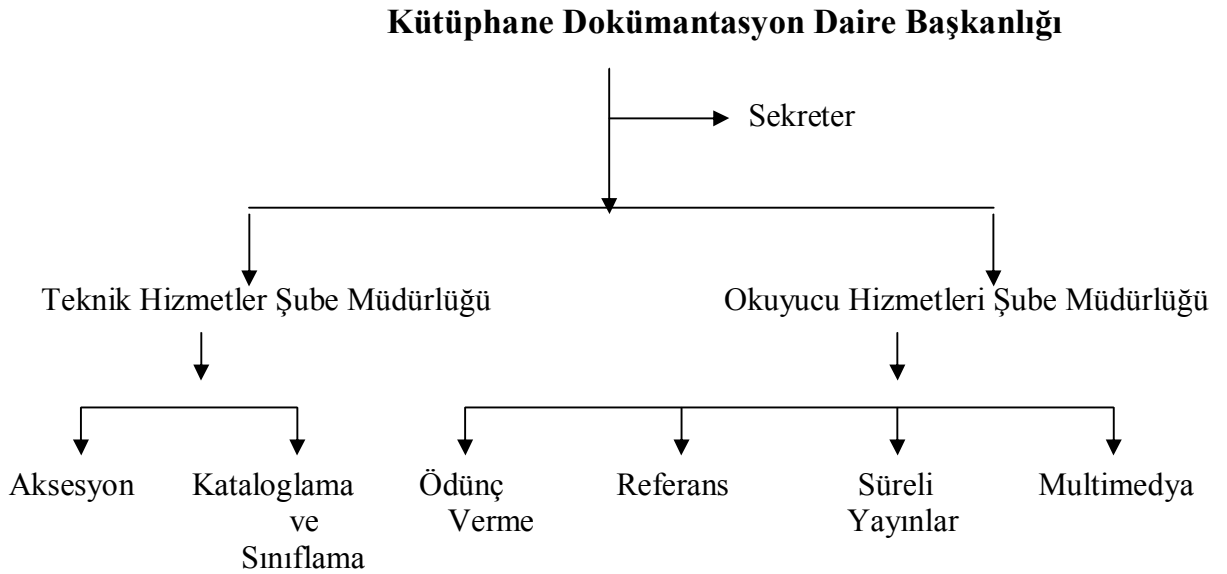 Kütüphane Dokümantasyon Daire Başkanlığı
Sekreter
Teknik Hizmetler Şube Müdürlüğü
Okuyucu Hizmetleri Şube Müdürlüğü
Aksesyon
Kataloglama
ve
Sınıflama
Ödünç
Verme
Referans
Süreli
Yayınlar
Multimedya